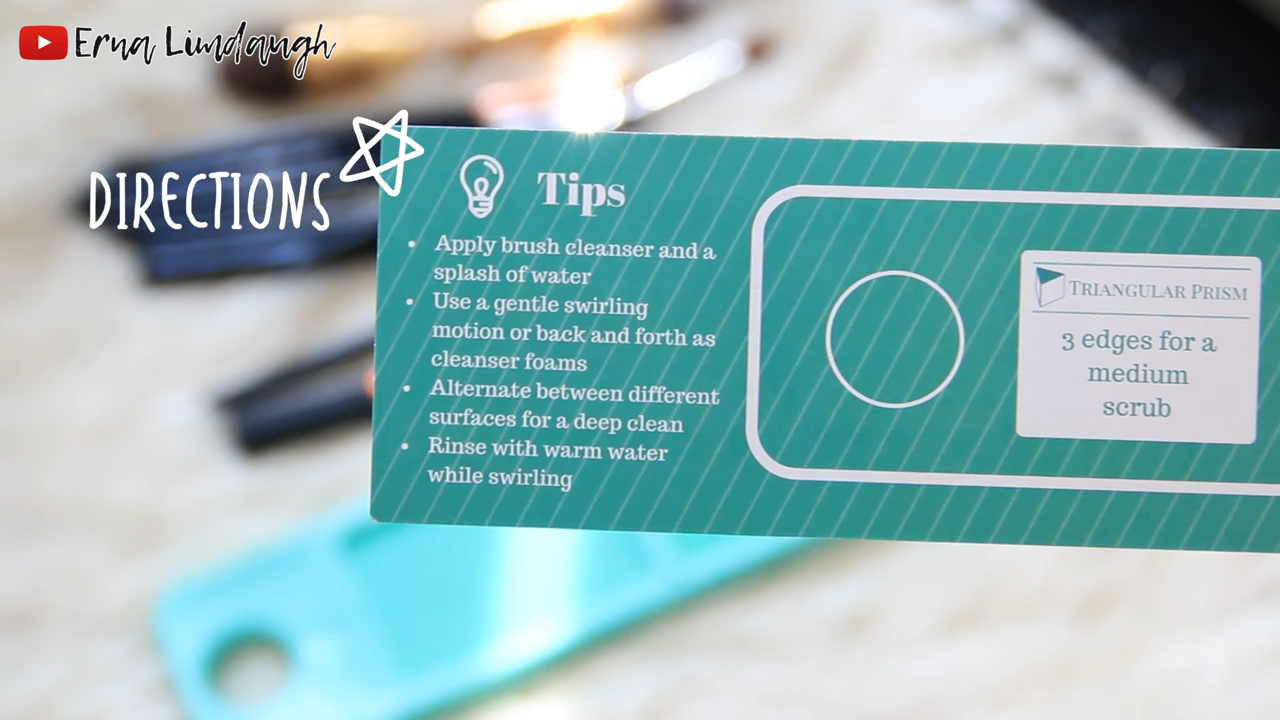 Erna Limdaugh
DIRECTIONS
Tips
• Apply brush cleanser and a
splash of water
• Use a gentle swirling
motion or back and forth as
cleanser foams
• Alternate between different
surfaces for a deep clean
• Rinse with warm water
while swirling
TRIANGULAR PRISM
3 edges for a
medium
scrub